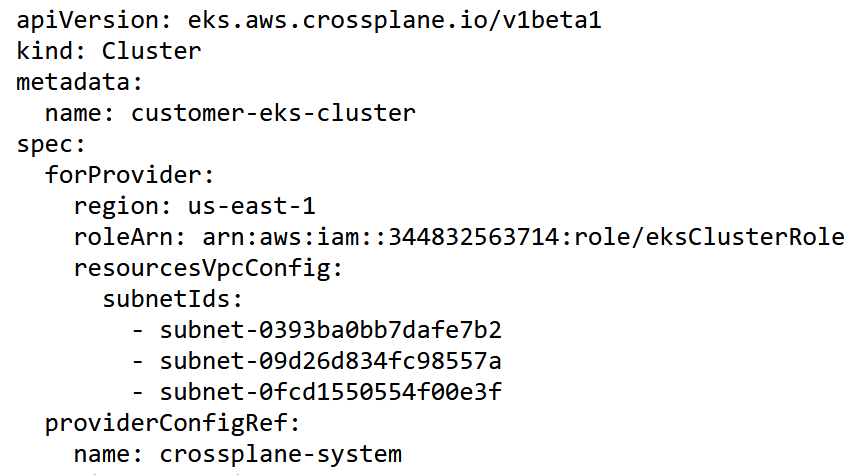 apiVersion: eks.aws.crossplane.io/v1beta1
kind: Cluster
metadata:
  name: customer-eks-cluster
spec:
  forProvider:
    region: us-east-1
    roleArn: arn:aws:iam::344832563714:role/eksClusterRole
    resourcesVpcConfig:
      subnetIds:
        - subnet-0393ba0bb7dafe7b2
        - subnet-09d26d834fc98557a
        - subnet-0fcd1550554f00e3f
  providerConfigRef:
    name: crossplane-system